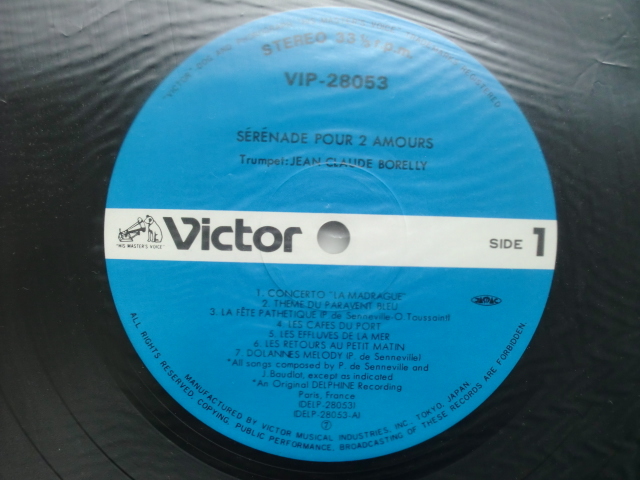 STEREO 33 ⅓ r.p.m.
VIP-28053
SÉRÉNADE POUR 2 AMOURS
Trumpet: JEAN CLAUDE BORELLY
"HIS MASTER'S VOICE"
Victor
SIDE 1
1. CONCERTO "LA MADRAGUE"
2. THEME DU PARAVENT BLEU
3. LA FÊTE PATHETIQUE (P. de Senneville-O. Toussaint)
4. LES CAFES DU PORT
5. LES EFFLUVES DE LA MER
6. LES RETOURS AU PETIT MATIN
7. DOLANNES MELODY (P. de Senneville)
*All songs composed by P. de Senneville and
J. Baudlot, except as indicated
*An Original DELPHINE Recording
Paris, France
(DELP-28053)
(DELP-28053-A)
7
MANUFACTURED BY VICTOR MUSICAL INDUSTRIES, INC. TOKYO, JAPAN
ALL RIGHTS RESERVED. COPYING, PUBLIC PERFORMANCE, BROADCASTING OF THESE RECORDS ARE FORBIDDEN.